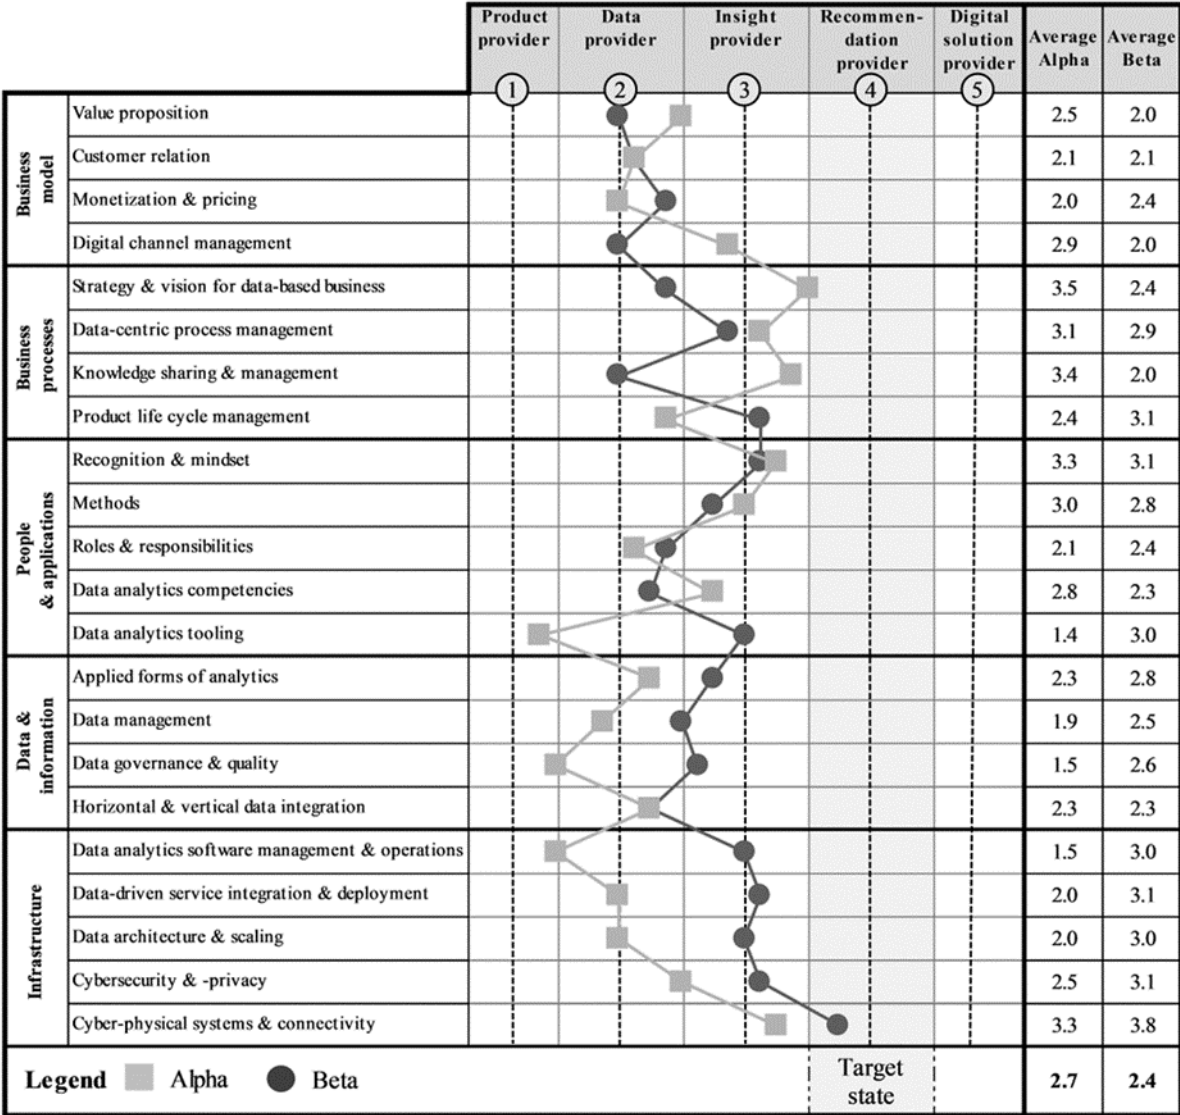 Product provider
Data provider
Insight provider
Recommen-dation provider
Digital solution provider
Average Alpha
Average Beta
1 2 3 4 5
Business model
Value proposition 2.5 2.0
Customer relation 2.1 2.1
Monetization & pricing 2.0 2.4
Digital channel management 2.9 2.0
Business processes
Strategy & vision for data-based business 3.5 2.4
Data-centric process management 3.1 2.9
Knowledge sharing & management 3.4 2.0
Product life cycle management 2.4 3.1
People & applications
Recognition & mindset 3.3 3.1
Methods 3.0 2.8
Roles & responsibilities 2.1 2.4
Data analytics competencies 2.8 2.3
Data analytics tooling 1.4 3.0
Data & information
Applied forms of analytics 2.3 2.8
Data management 1.9 2.5
Data governance & quality 1.5 2.6
Horizontal & vertical data integration 2.3 2.3
Infrastructure
Data analytics software management & operations 1.5 3.0
Data-driven service integration & deployment 2.0 3.1
Data architecture & scaling 2.0 3.0
Cybersecurity & -privacy 2.5 3.1
Cyber-physical systems & connectivity 3.3 3.8
Legend Alpha Beta
Target state
2.7 2.4